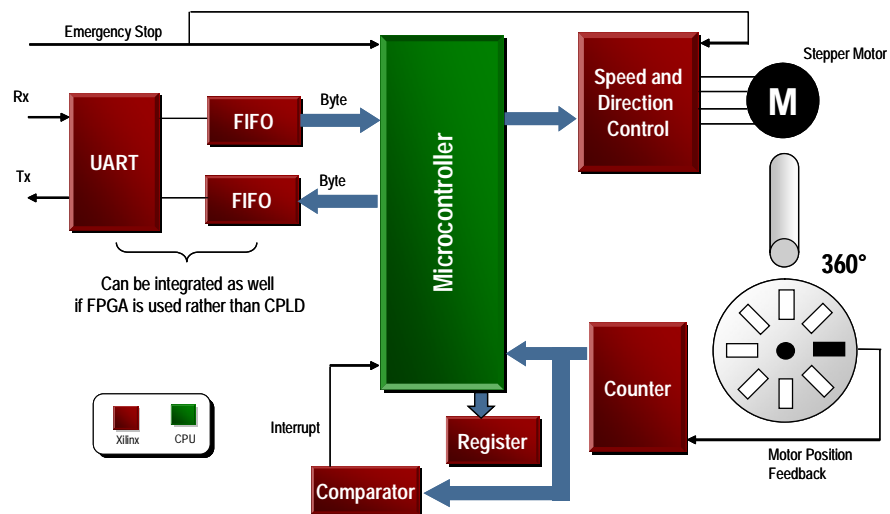 Emergency Stop
Stepper Motor
Rx
Tx
UART
FIFO
Byte
FIFO
Byte
Can be integrated as well
if FPGA is used rather than CPLD
Microcontroller
Speed and
Direction
Control
M
360°
Counter
Motor Position
Feedback
Register
Interrupt
Comparator
Xilinx
CPU